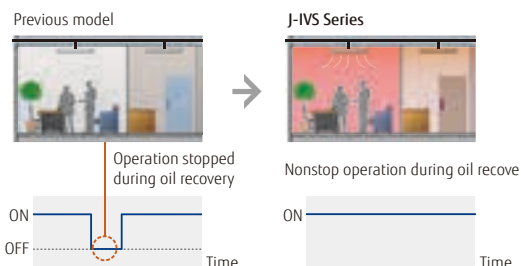 Previous model
J-IVS Series
Operation stopped
during oil recovery
Nonstop operation during oil recove
ON
OFF
Time
ON
Time